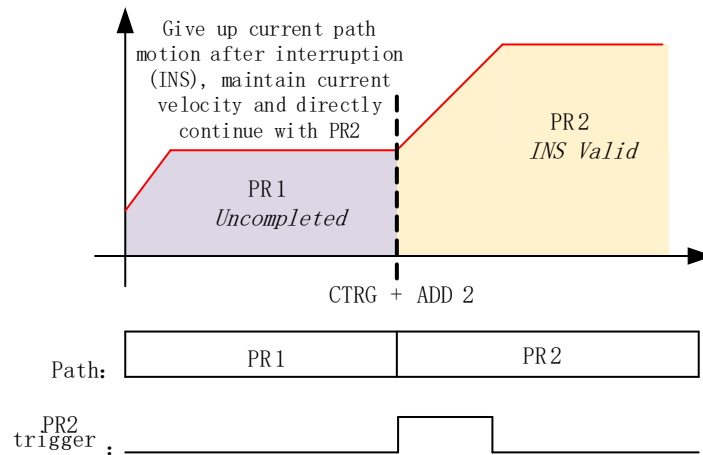 Give up current path
motion after interruption
(INS), maintain current
velocity and directly
continue with PR2
PR2
INS Valid
PR1
Uncompleted
CTRG + ADD 2
Path:
PR1
PR2
PR2
trigger :